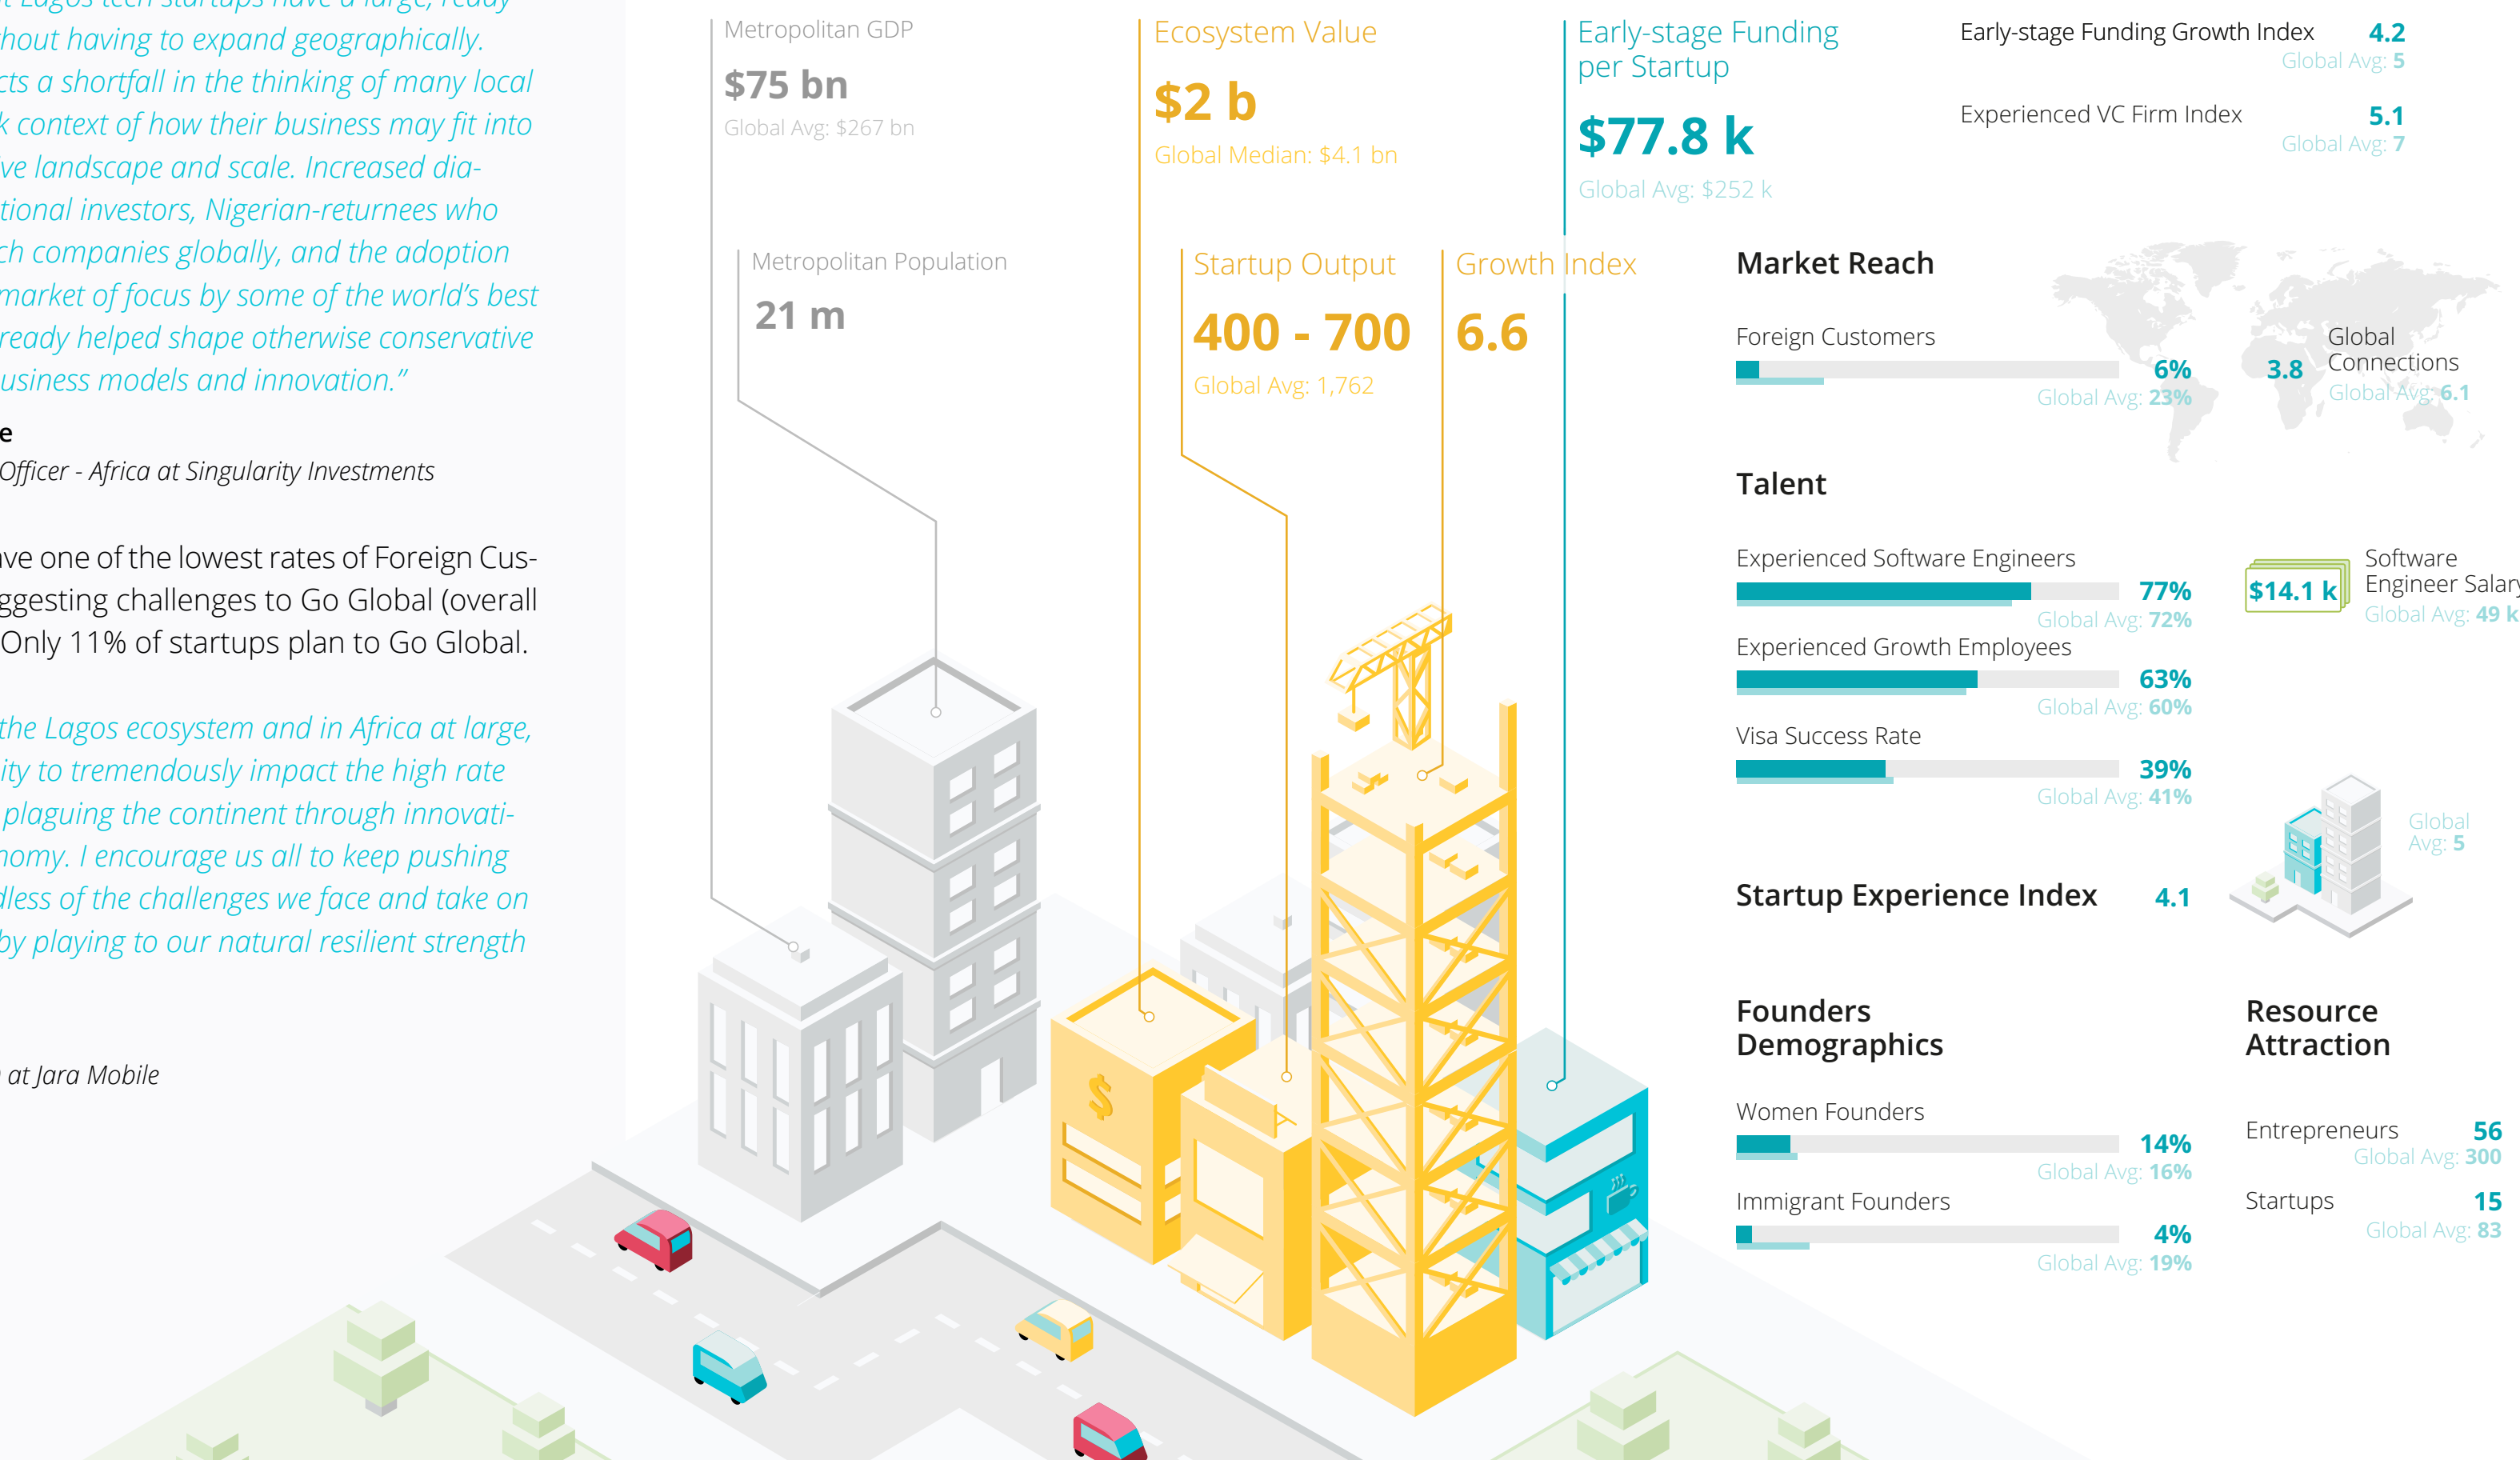 t Lagos tech startups have a large, ready
hout having to expand geographically.
cts a shortfall in the thinking of many local
k context of how their business may fit into
ve landscape and scale. Increased dia-
tional investors, Nigerian-returnees who
ch companies globally, and the adoption
market of focus by some of the world's best
ready helped shape otherwise conservative
usiness models and innovation."
e
Officer - Africa at Singularity Investments
ave one of the lowest rates of Foreign Cus-
ggesting challenges to Go Global (overall
Only 11% of startups plan to Go Global.
the Lagos ecosystem and in Africa at large,
ity to tremendously impact the high rate
plaguing the continent through innovati-
nomy. I encourage us all to keep pushing
dless of the challenges we face and take on
by playing to our natural resilient strength
at Jara Mobile
Metropolitan GDP
$75 bn
Global Avg: $267 bn
Metropolitan Population
21 m
Ecosystem Value
$2 b
Global Median: $4.1 bn
Startup Output
400 - 700
Global Avg: 1,762
Growth Index
6.6
Early-stage Funding
per Startup
$77.8 k
Global Avg: $252 k
Early-stage Funding Growth Index 4.2
Global Avg: 5
Experienced VC Firm Index 5.1
Global Avg: 7
Market Reach
Foreign Customers
6%
Global Avg: 23%
3.8
Global
Connections
Global Avg: 6.1
Talent
Experienced Software Engineers
77%
Global Avg: 72%
Experienced Growth Employees
63%
Global Avg: 60%
Visa Success Rate
39%
Global Avg: 41%
$14.1 k
Software
Engineer Salary
Global Avg: 49 k
Startup Experience Index 4.1
Global
Avg: 5
Founders
Demographics
Women Founders
14%
Global Avg: 16%
Immigrant Founders
4%
Global Avg: 19%
Resource
Attraction
Entrepreneurs 56
Global Avg: 300
Startups 15
Global Avg: 83
$